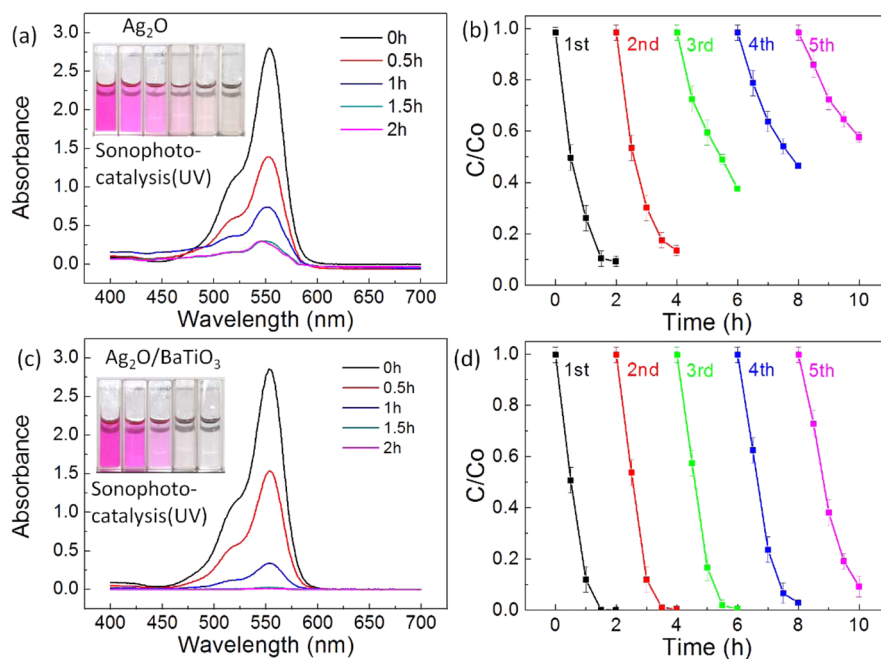 (a)
Ag₂O
Sonophoto-
catalysis(UV)
0h
0.5h
1h
1.5h
2h
3.0
2.5
2.0
1.5
1.0
0.5
0.0
Absorbance
400 450 500 550 600 650 700
Wavelength (nm)
(b)
1st 2nd 3rd 4th 5th
1.0
0.8
0.6
0.4
0.2
0.0
C/Co
0 2 4 6 8 10
Time (h)
(c)
Ag₂O/BaTiO₃
Sonophoto-
catalysis(UV)
0h
0.5h
1h
1.5h
2h
3.0
2.5
2.0
1.5
1.0
0.5
0.0
Absorbance
400 450 500 550 600 650 700
Wavelength (nm)
(d)
1st 2nd 3rd 4th 5th
1.0
0.8
0.6
0.4
0.2
0.0
C/Co
0 2 4 6 8 10
Time (h)